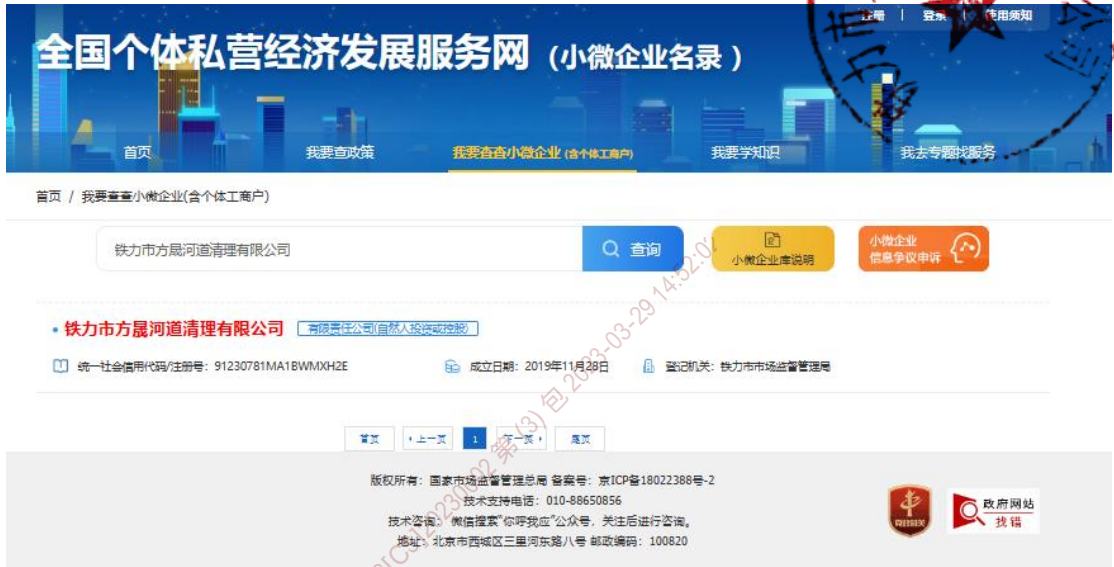 注册 | 登录 | 使用须知
全国个体私营经济发展服务网（小微企业名录）
首页 我要查政策 我要查查小微企业 (含个体工商户) 我要学知识 我去专题找服务
首页 / 我要查查小微企业(含个体工商户)
铁力市方晟河道清理有限公司
查询
小微企业库说明
小微企业
信息争议申诉
• 铁力市方晟河道清理有限公司 有限责任公司(自然人投资或控股)
统一社会信用代码/注册号：91230781MA1BWMXH2E 成立日期：2019年11月28日 登记机关：铁力市市场监督管理局
首页 上一页 1 下一页 尾页
版权所有：国家市场监督管理总局 备案号：京ICP备18022388号-2
技术支持电话：010-88650856
技术咨询：微信搜索"你呼我应"公众号，关注后进行咨询。
地址：北京市西城区三里河东路八号 邮政编码：100820
党政机关
政府网站
找错
20230002 第(3) 包 2023-03-29 14:52:0